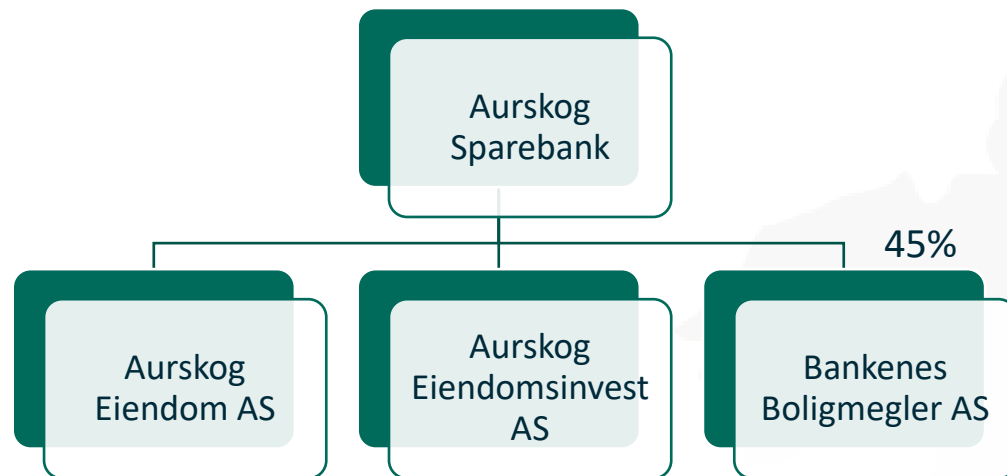 Aurskog
Sparebank
45%
Aurskog
Eiendom AS
Aurskog
Eiendomsinvest
AS
Bankenes
Boligmegler AS